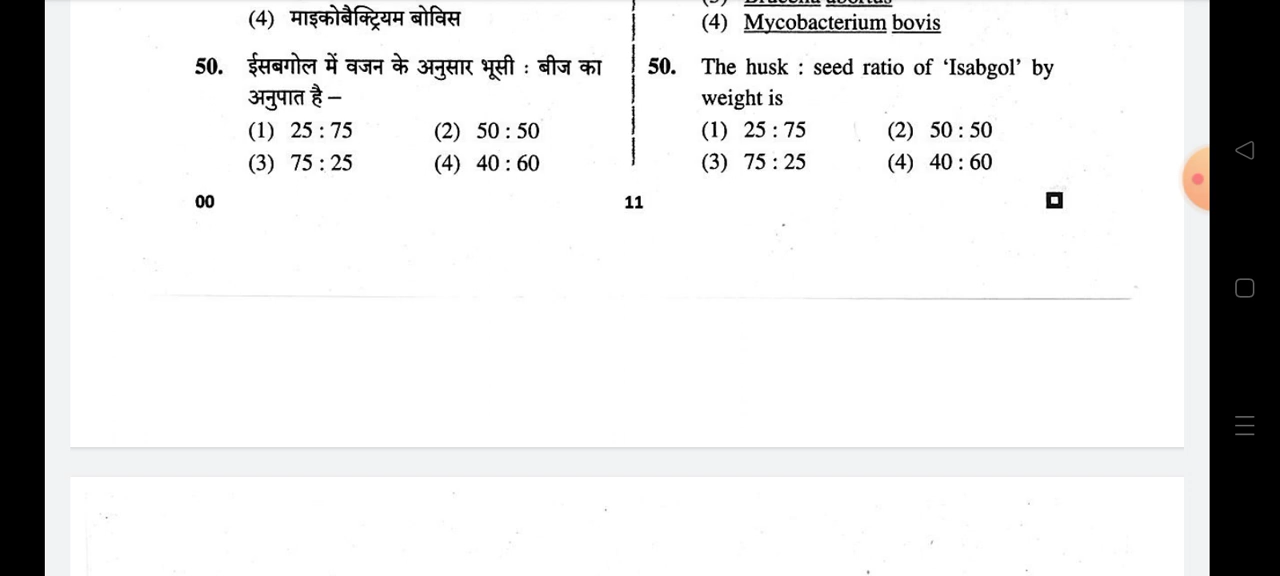 (4) माइकोबैक्ट्रियम बोविस
50. ईसबगोल में वजन के अनुसार भूसी : बीज का
अनुपात है –
(1) 25 : 75 (2) 50 : 50
(3) 75 : 25 (4) 40 : 60
(4) Mycobacterium bovis
50. The husk : seed ratio of ‘Isabgol’ by
weight is
(1) 25 : 75 (2) 50 : 50
(3) 75 : 25 (4) 40 : 60
00 11